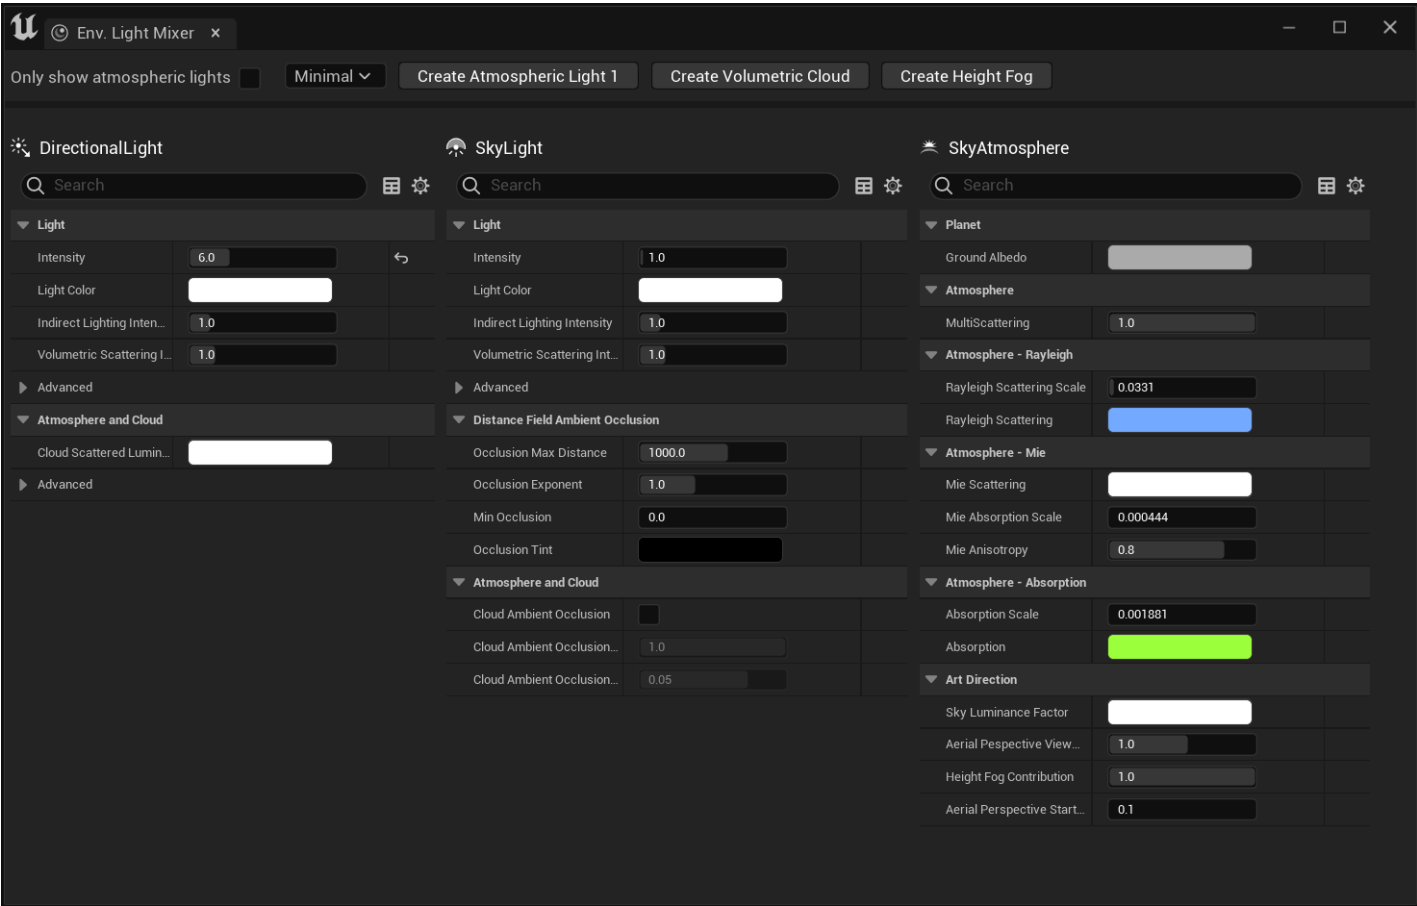 Env. Light Mixer
Only show atmospheric lights
Minimal
Create Atmospheric Light 1
Create Volumetric Cloud
Create Height Fog
DirectionalLight
Search
Light
Intensity
6.0
Light Color
Indirect Lighting Inten...
1.0
Volumetric Scattering I...
1.0
Advanced
Atmosphere and Cloud
Cloud Scattered Lumin...
Advanced
SkyLight
Search
Light
Intensity
1.0
Light Color
Indirect Lighting Intensity
1.0
Volumetric Scattering Int...
1.0
Advanced
Distance Field Ambient Occlusion
Occlusion Max Distance
1000.0
Occlusion Exponent
1.0
Min Occlusion
0.0
Occlusion Tint
Atmosphere and Cloud
Cloud Ambient Occlusion
Cloud Ambient Occlusion...
1.0
Cloud Ambient Occlusion...
0.05
SkyAtmosphere
Search
Planet
Ground Albedo
Atmosphere
MultiScattering
1.0
Atmosphere - Rayleigh
Rayleigh Scattering Scale
0.0331
Rayleigh Scattering
Atmosphere - Mie
Mie Scattering
Mie Absorption Scale
0.000444
Mie Anisotropy
0.8
Atmosphere - Absorption
Absorption Scale
0.001881
Absorption
Art Direction
Sky Luminance Factor
Aerial Pespective View...
1.0
Height Fog Contribution
1.0
Aerial Perspective Start...
0.1